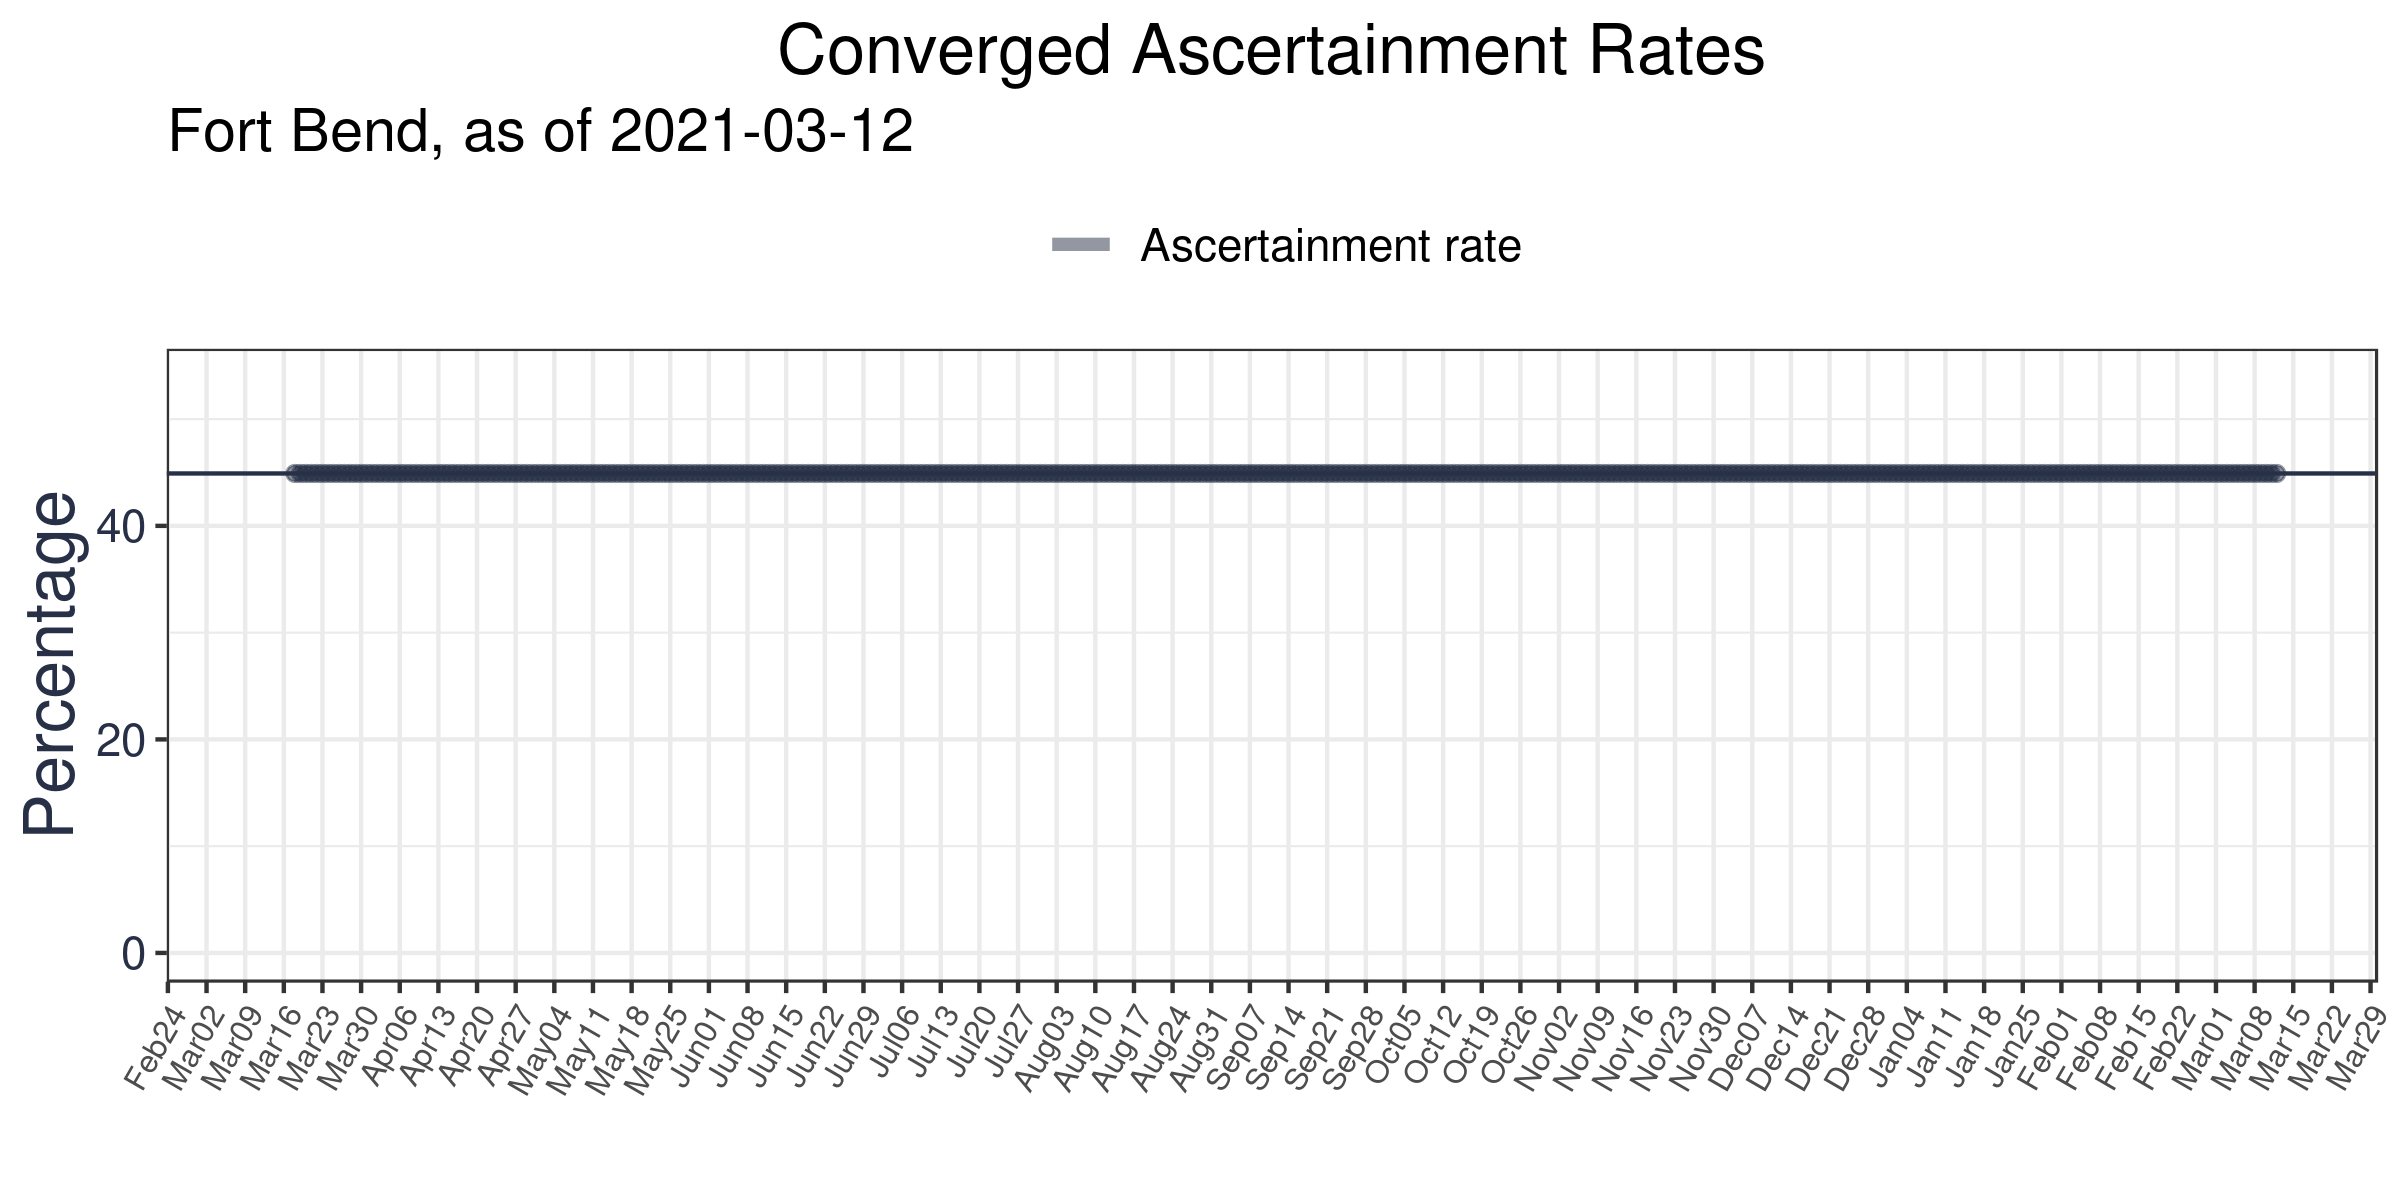 Converged Ascertainment Rates
Fort Bend, as of 2021-03-12
Ascertainment rate
Percentage
40
20
0
Feb24 Mar02 Mar09 Mar16 Mar23 Mar30 Apr06 Apr13 Apr20 Apr27 May04 May11 May18 May25 Jun01 Jun08 Jun15 Jun22 Jun29 Jul06 Jul13 Jul20 Jul27 Aug03 Aug10 Aug17 Aug24 Aug31 Sep07 Sep14 Sep21 Sep28 Oct05 Oct12 Oct19 Oct26 Nov02 Nov09 Nov16 Nov23 Nov30 Dec07 Dec14 Dec21 Dec28 Jan04 Jan11 Jan18 Jan25 Feb01 Feb08 Feb15 Feb22 Mar01 Mar08 Mar15 Mar22 Mar29